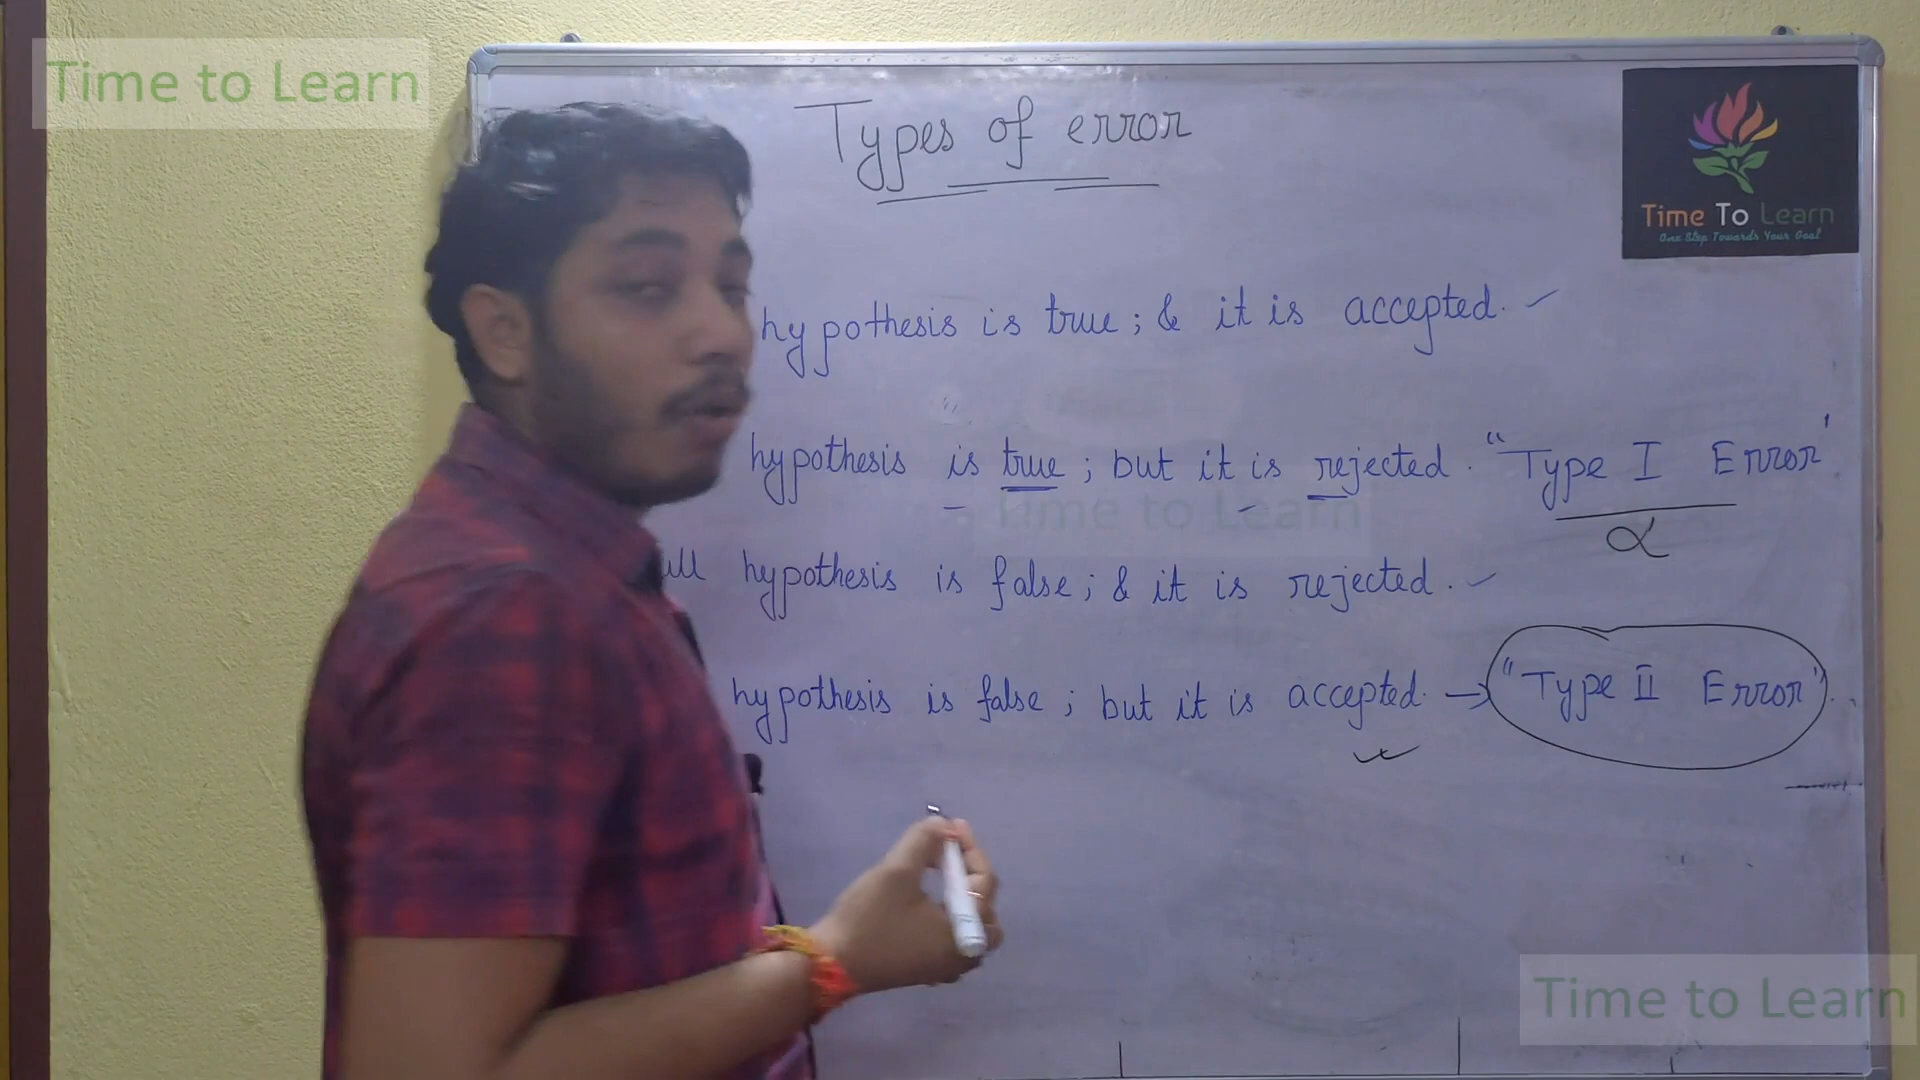 Time to Learn
Types of error
Time To Learn
One Step Towards Your Goal
hypothesis is true; & it is accepted.
hypothesis is true; but it is rejected. "Type I Error'
α
Time to Learn
ull hypothesis is false; & it is rejected.
hypothesis is false; but it is accepted. → "Type II Error".
Time to Learn